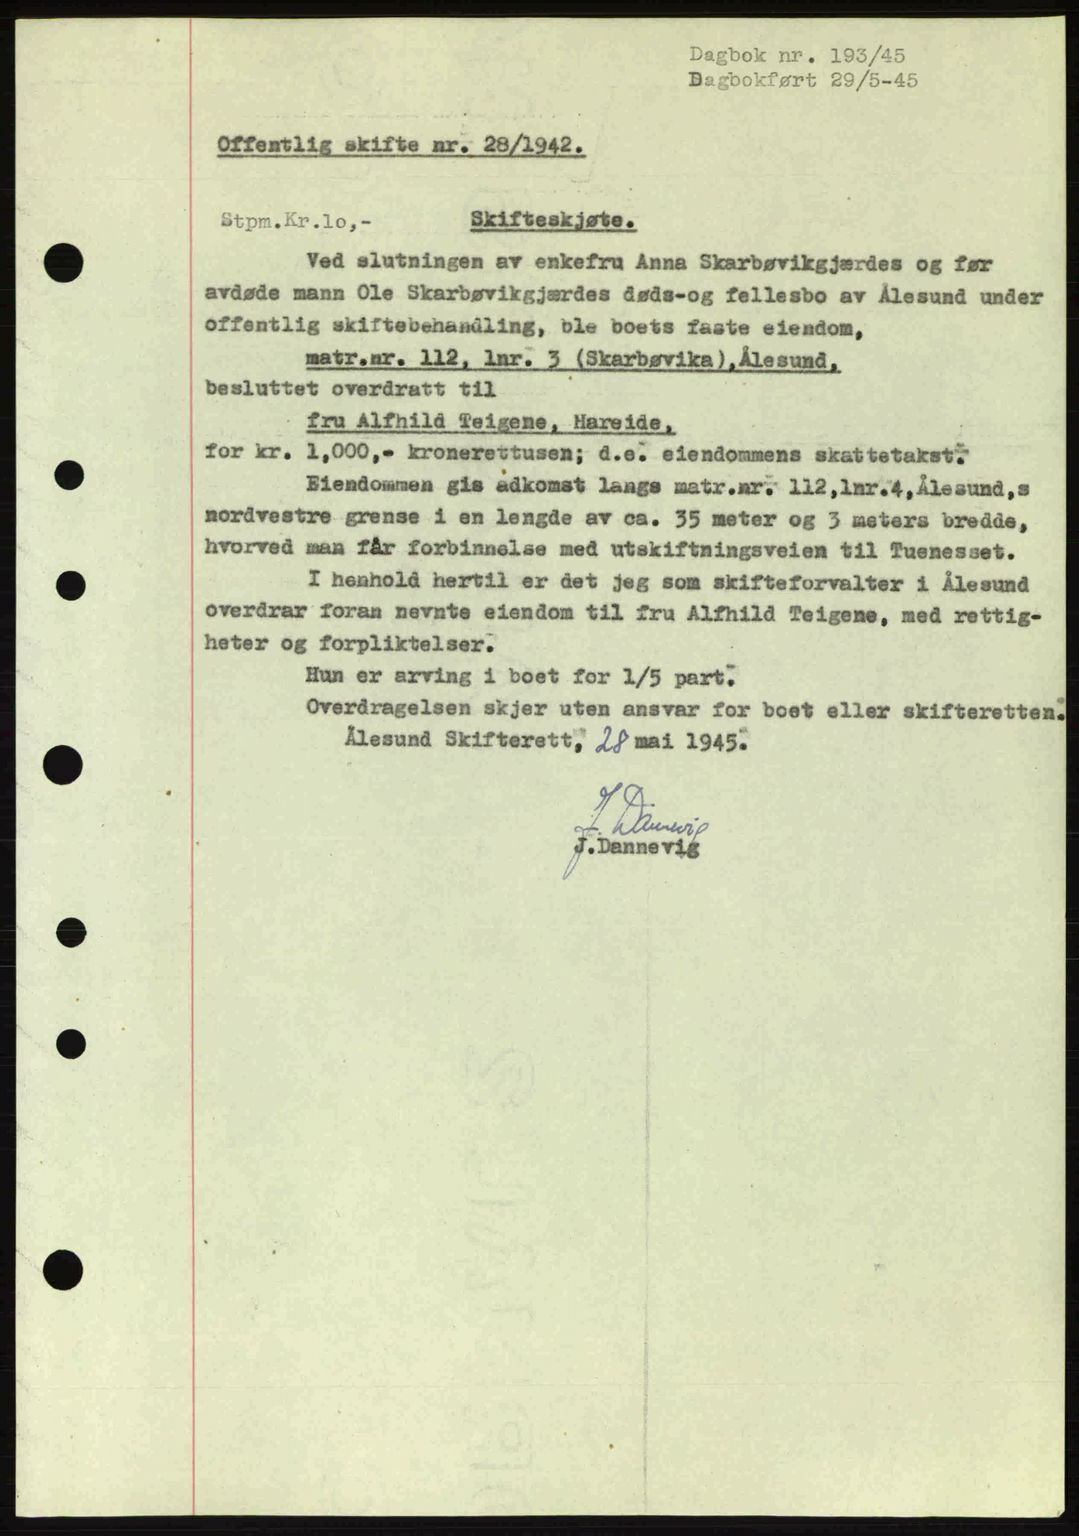 Dagbok nr. 193/45
Dagbokført 29/5-45
Offentlig skifte nr. 28/1942.
Stpm.Kr.1o,-
Skifteskjøte.
Ved slutningen av enkefru Anna Skarbøvikgjærdes og før
avdøde mann Ole Skarbøvikgjærdes døds-og fellesbo av Ålesund under
offentlig skiftebehandling, ble boets faste eiendom,
matr.nr. 112, lnr. 3 (Skarbøvika),Ålesund,
besluttet overdratt til
fru Alfhild Teigene, Hareide,
for kr. 1,000,- kronerettusen; d.e. eiendommens skattetakst.
Eiendommen gis adkomst langs matr.nr. 112,lnr.4,Ålesund,s
nordvestre grense i en lengde av ca. 35 meter og 3 meters bredde,
hvorved man får forbinnelse med utskiftningsveien til Tuenesset.
I henhold hertil er det jeg som skifteforvalter i Ålesund
overdrar foran nevnte eiendom til fru Alfhild Teigene, med rettig-
heter og forpliktelser.
Hun er arving i boet for 1/5 part.
Overdragelsen skjer uten ansvar for boet eller skifteretten.
Ålesund Skifterett, 28 mai 1945.
J. Dannevig
J.Dannevig